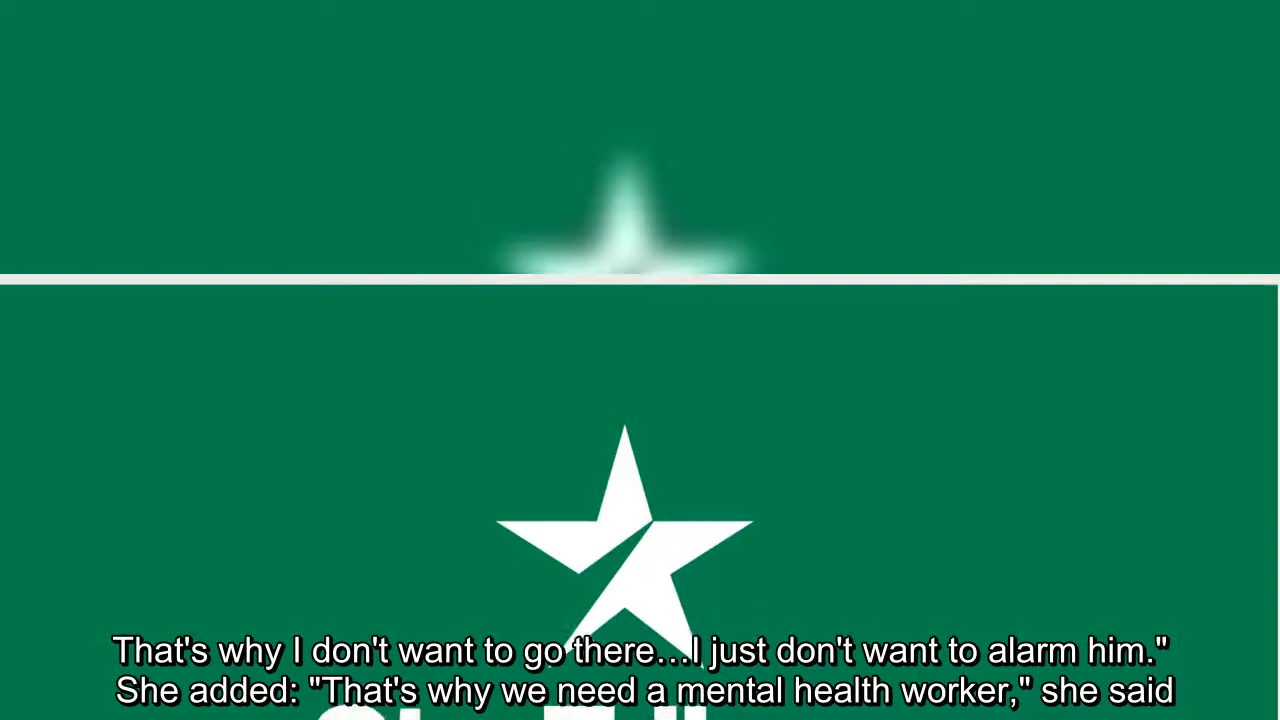 That's why I don't want to go there…I just don't want to alarm him."
She added: "That's why we need a mental health worker," she said